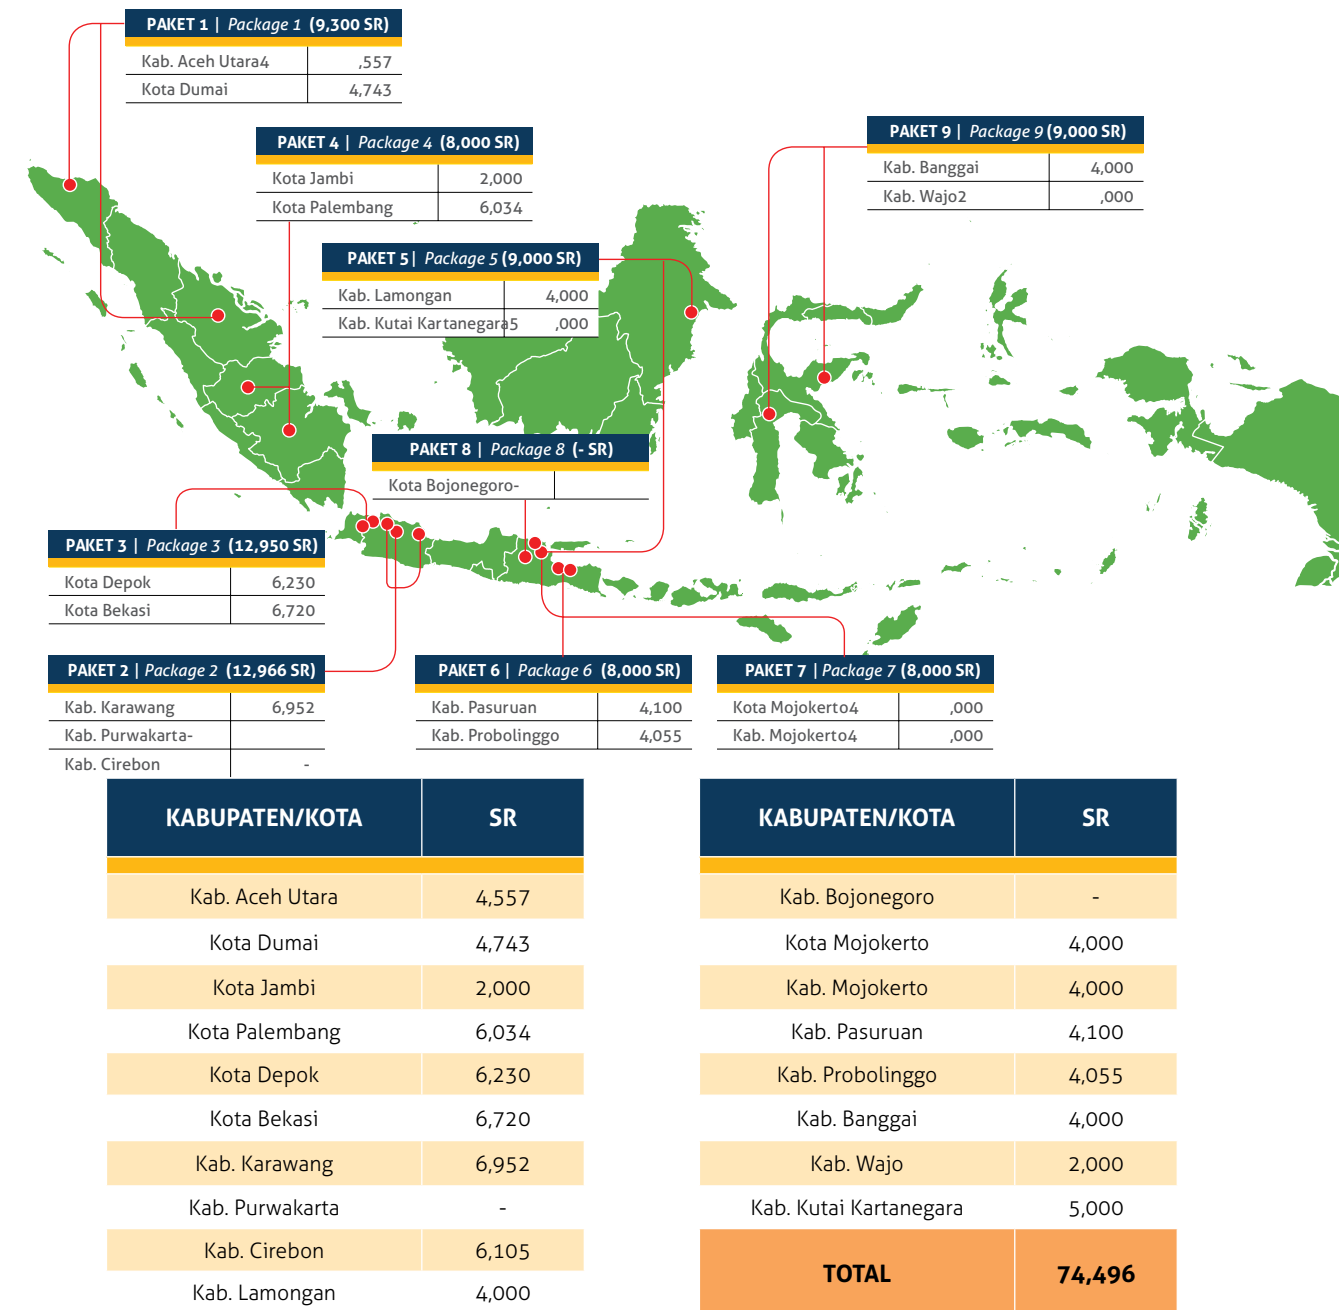 PAKET 1 | Package 1 (9,300 SR)
Kab. Aceh Utara4 ,557
Kota Dumai 4,743
PAKET 4 | Package 4 (8,000 SR)
Kota Jambi 2,000
Kota Palembang 6,034
PAKET 9 | Package 9 (9,000 SR)
Kab. Banggai 4,000
Kab. Wajo2 ,000
PAKET 5 | Package 5 (9,000 SR)
Kab. Lamongan 4,000
Kab. Kutai Kartanegara5 ,000
PAKET 8 | Package 8 (- SR)
Kota Bojonegoro-
PAKET 3 | Package 3 (12,950 SR)
Kota Depok 6,230
Kota Bekasi 6,720
PAKET 2 | Package 2 (12,966 SR)
Kab. Karawang 6,952
Kab. Purwakarta-
Kab. Cirebon -
PAKET 6 | Package 6 (8,000 SR)
Kab. Pasuruan 4,100
Kab. Probolinggo 4,055
PAKET 7 | Package 7 (8,000 SR)
Kota Mojokerto4 ,000
Kab. Mojokerto4 ,000
KABUPATEN/KOTA SR
Kab. Aceh Utara 4,557
Kota Dumai 4,743
Kota Jambi 2,000
Kota Palembang 6,034
Kota Depok 6,230
Kota Bekasi 6,720
Kab. Karawang 6,952
Kab. Purwakarta -
Kab. Cirebon 6,105
Kab. Lamongan 4,000
KABUPATEN/KOTA SR
Kab. Bojonegoro -
Kota Mojokerto 4,000
Kab. Mojokerto 4,000
Kab. Pasuruan 4,100
Kab. Probolinggo 4,055
Kab. Banggai 4,000
Kab. Wajo 2,000
Kab. Kutai Kartanegara 5,000
TOTAL 74,496